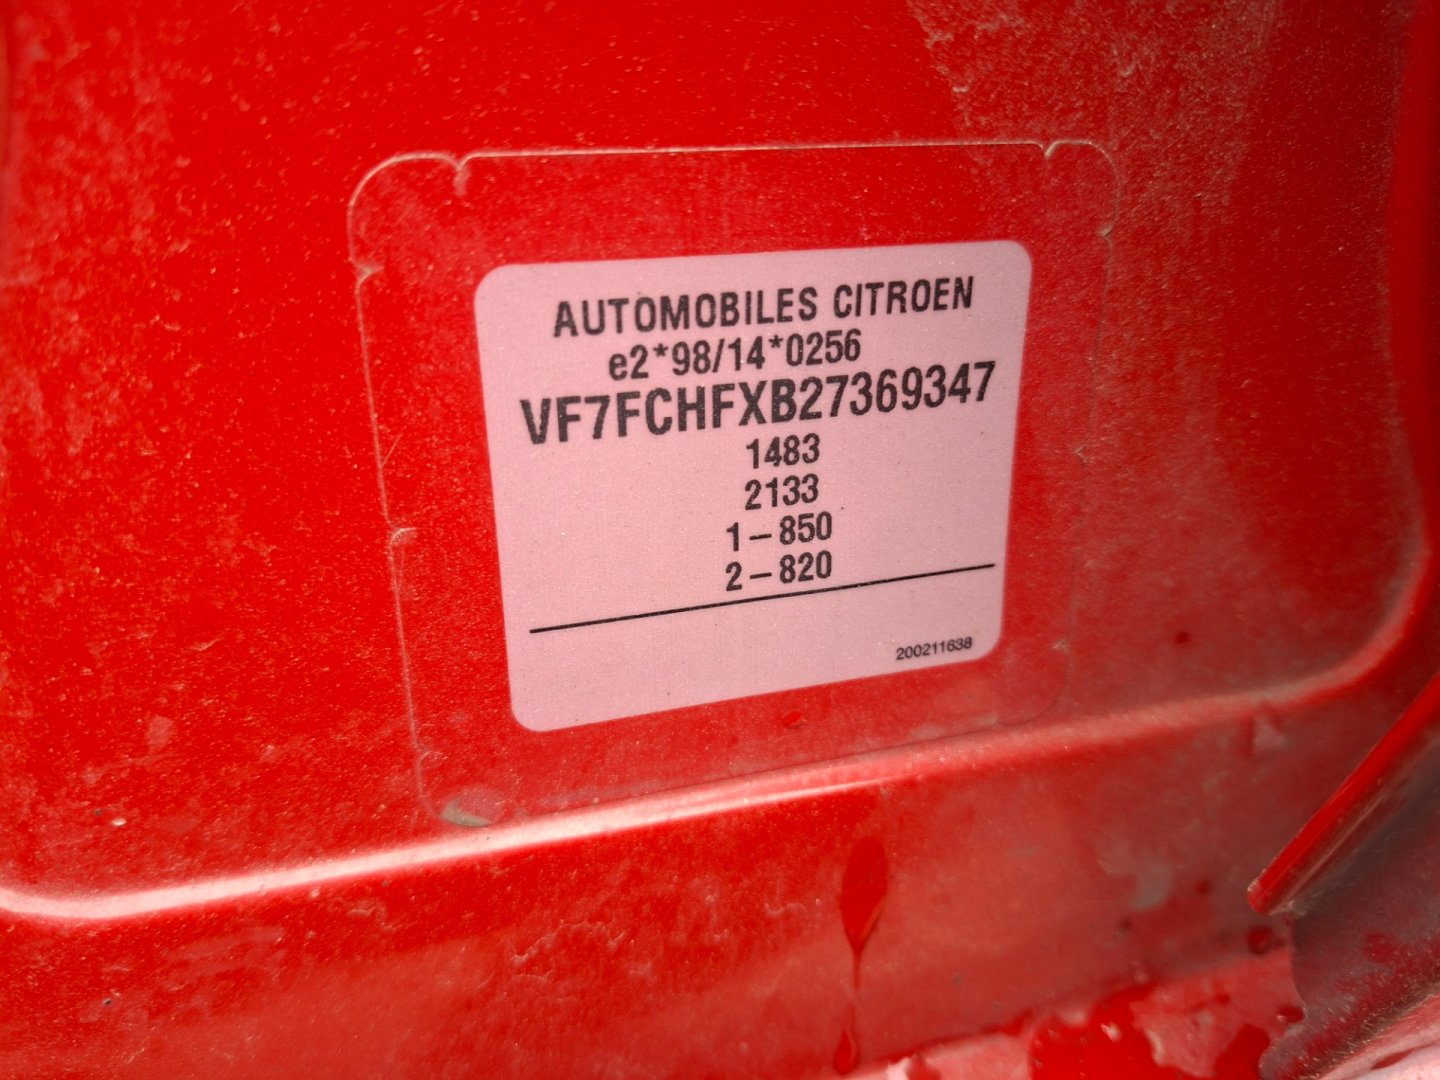 AUTOMOBILES CITROEN
e2*98/14*0256
VF7FCHFXB27369347
1483
2133
1–850
2–820
200211638